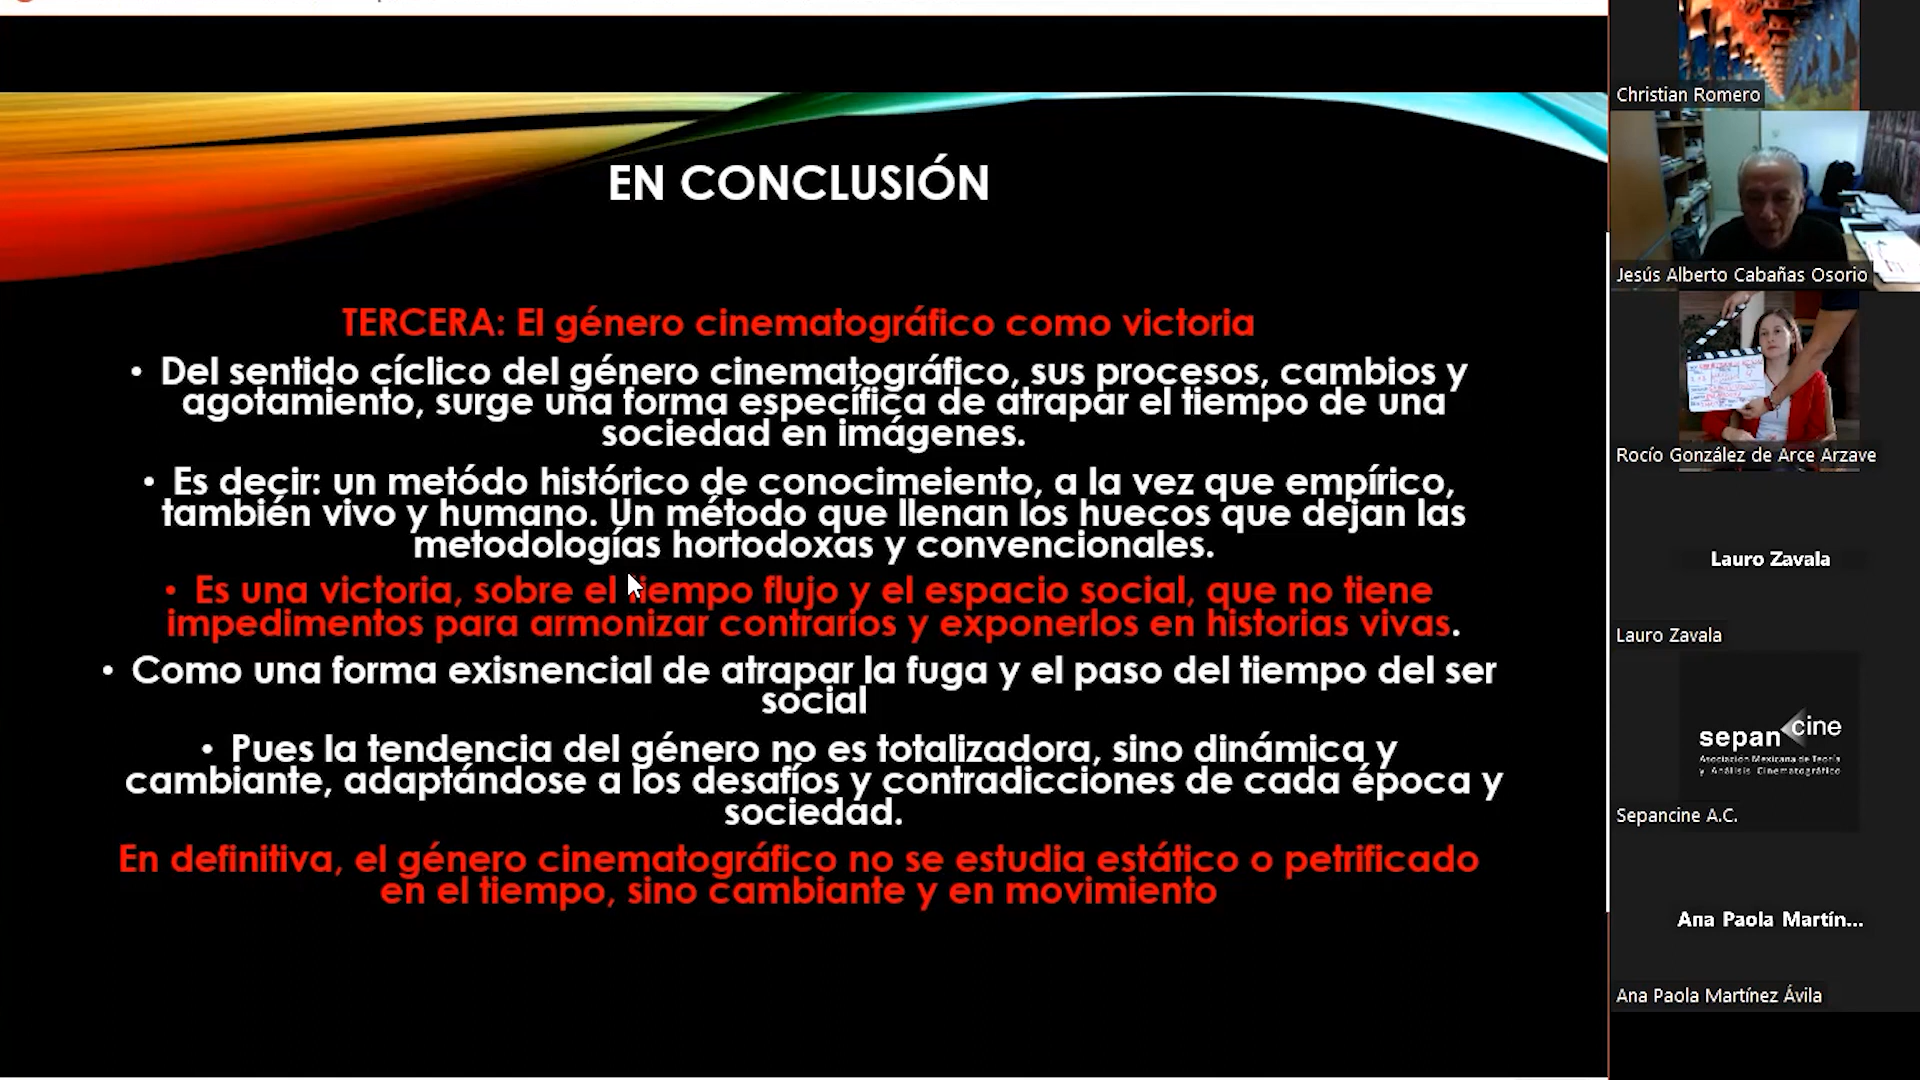 EN CONCLUSIÓN
TERCERA: El género cinematográfico como victoria
• Del sentido cíclico del género cinematográfico, sus procesos, cambios y
agotamiento, surge una forma específica de atrapar el tiempo de una
sociedad en imágenes.
• Es decir: un metódo histórico de conocimeiento, a la vez que empírico,
también vivo y humano. Un método que llenan los huecos que dejan las
metodologías hortodoxas y convencionales.
• Es una victoria, sobre el tiempo flujo y el espacio social, que no tiene
impedimentos para armonizar contrarios y exponerlos en historias vivas.
• Como una forma exisnencial de atrapar la fuga y el paso del tiempo del ser
social
• Pues la tendencia del género no es totalizadora, sino dinámica y
cambiante, adaptándose a los desafíos y contradicciones de cada época y
sociedad.
En definitiva, el género cinematográfico no se estudia estático o petrificado
en el tiempo, sino cambiante y en movimiento
Christian Romero
Jesús Alberto Cabañas Osorio
Rocío González de Arce Arzave
Lauro Zavala
Lauro Zavala
sepancine
Asociación Mexicana de Teoría
y Análisis Cinematográfico
Sepancine A.C.
Ana Paola Martín...
Ana Paola Martínez Ávila